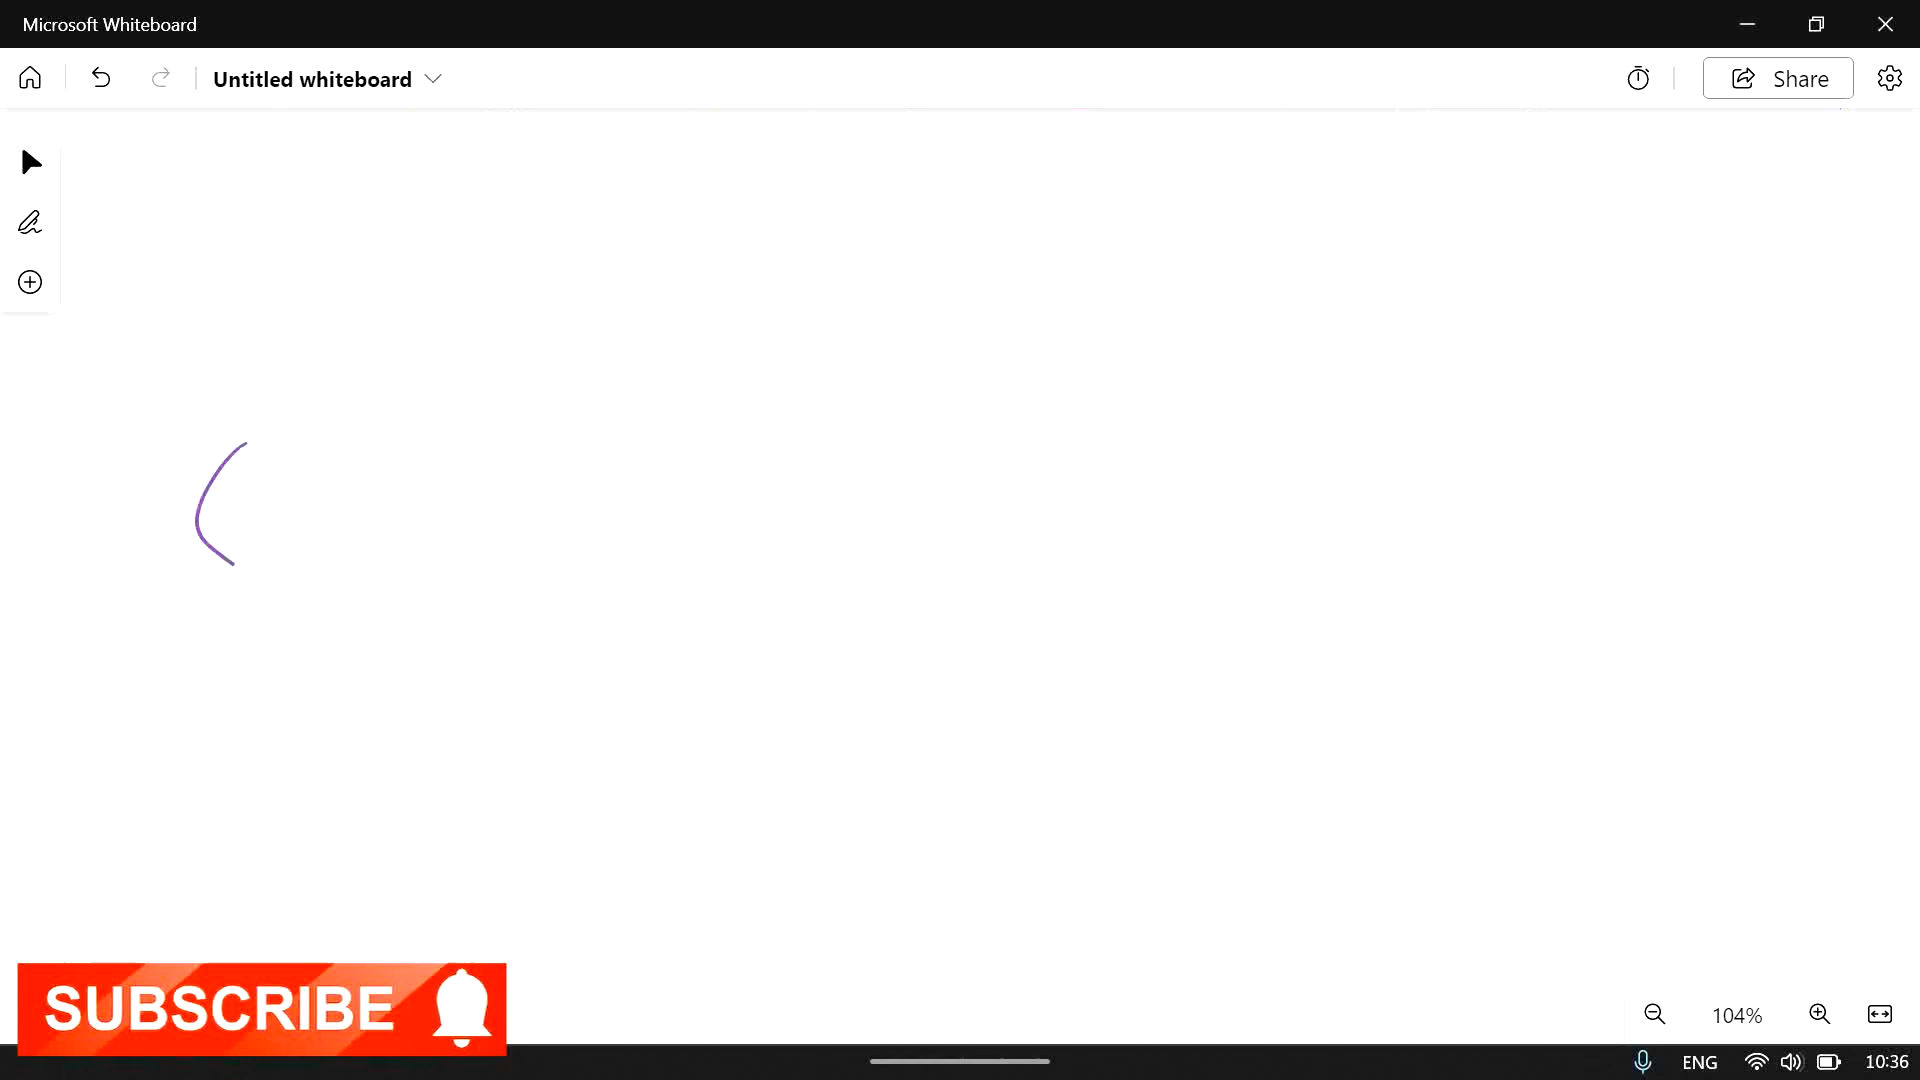 Microsoft Whiteboard
Untitled whiteboard
Share
SUBSCRIBE
104%
ENG
10:36